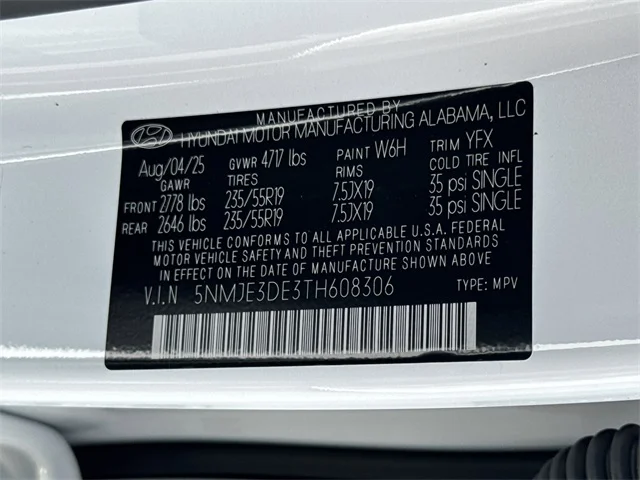 MANUFACTURED BY
HYUNDAI MOTOR MANUFACTURING ALABAMA, LLC
Aug/04/25 GVWR 4717 lbs PAINT W6H TRIM YFX
GAWR TIRES RIMS COLD TIRE INFL
FRONT 2778 lbs 235/55R19 7.5JX19 35 psi SINGLE
REAR 2646 lbs 235/55R19 7.5JX19 35 psi SINGLE
THIS VEHICLE CONFORMS TO ALL APPLICABLE U.S.A. FEDERAL
MOTOR VEHICLE SAFETY AND THEFT PREVENTION STANDARDS
IN EFFECT ON THE DATE OF MANUFACTURE SHOWN ABOVE.
V.I.N 5NMJE3DE3TH608306 TYPE: MPV